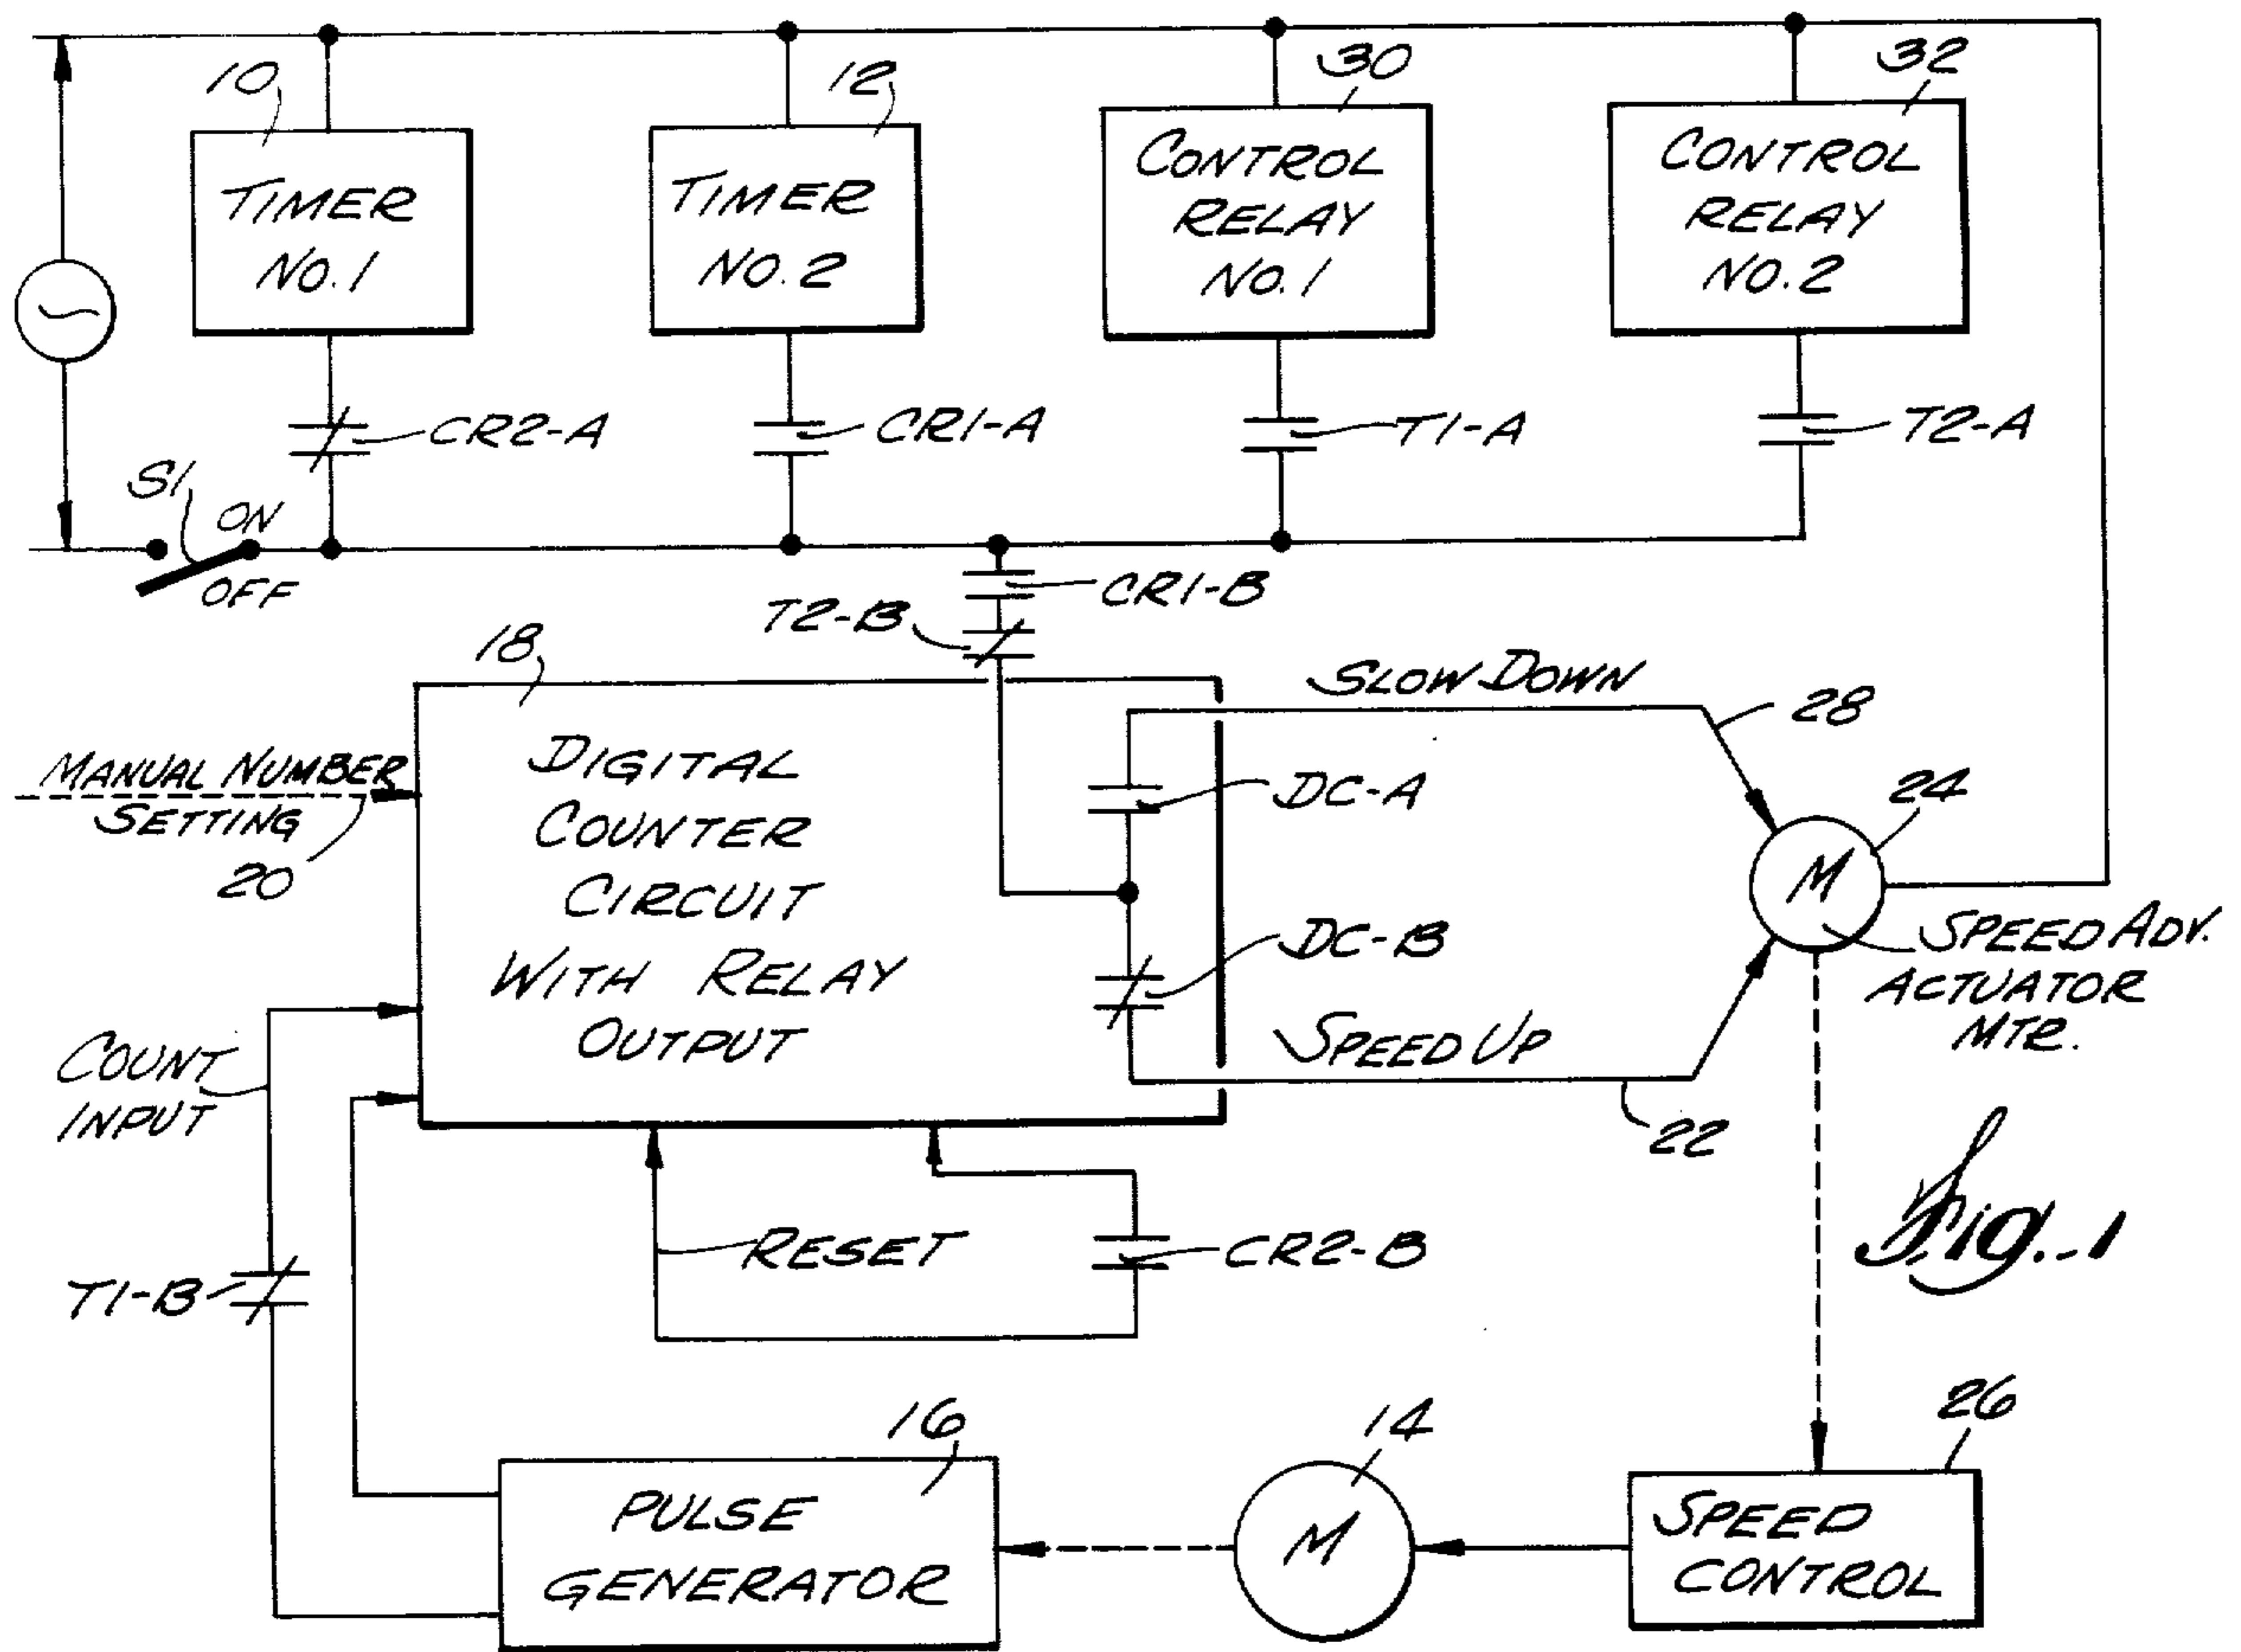 10
12
30
32
TIMER
NO. 1
TIMER
NO. 2
CONTROL
RELAY
NO. 1
CONTROL
RELAY
NO. 2
CR2-A
CR1-A
T1-A
T2-A
S1
ON
OFF
CR1-B
T2-B
18
SLOW DOWN
28
MANUAL NUMBER
SETTING
20
DIGITAL
COUNTER
CIRCUIT
WITH RELAY
OUTPUT
DC-A
DC-B
24
M
SPEED ADV.
ACTUATOR
MTR.
SPEED UP
22
COUNT
INPUT
RESET
CR2-B
T1-B
Fig.-1
16
14
26
PULSE
GENERATOR
M
SPEED
CONTROL